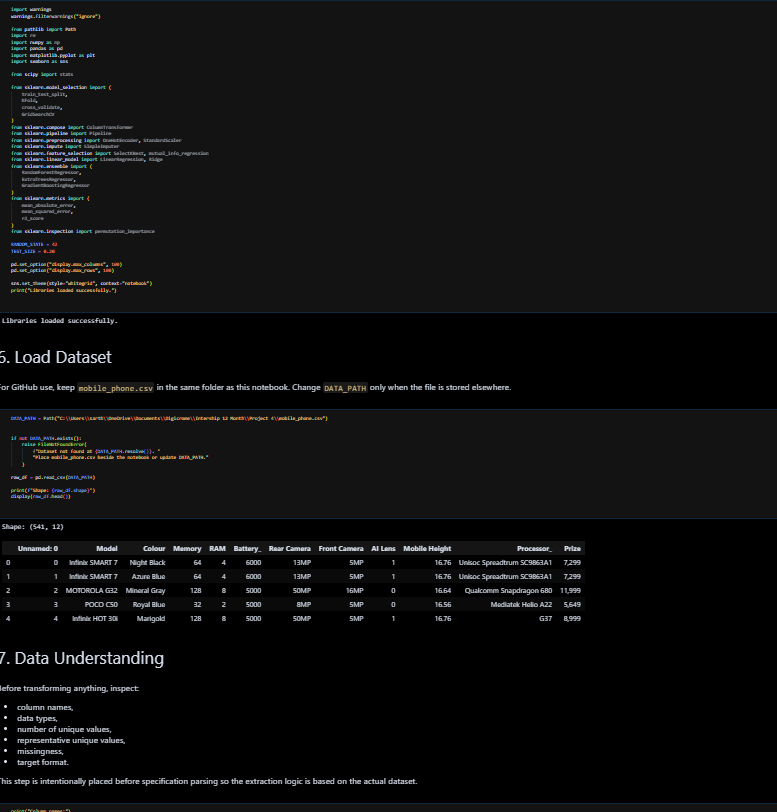 import warnings
warnings.filterwarnings("ignore")
from pathlib import Path
import re
import numpy as np
import pandas as pd
import matplotlib.pyplot as plt
import seaborn as sns
from scipy import stats
from sklearn.model_selection import (
train_test_split,
KFold,
cross_validate,
GridSearchCV
)
from sklearn.compose import ColumnTransformer
from sklearn.pipeline import Pipeline
from sklearn.preprocessing import OneHotEncoder, StandardScaler
from sklearn.impute import SimpleImputer
from sklearn.feature_selection import SelectKBest, mutual_info_regression
from sklearn.linear_model import LinearRegression, Ridge
from sklearn.ensemble import (
RandomForestRegressor,
ExtraTreesRegressor,
GradientBoostingRegressor
)
from sklearn.metrics import (
mean_absolute_error,
mean_squared_error,
r2_score
)
from sklearn.inspection import permutation_importance
RANDOM_STATE = 42
TEST_SIZE = 0.20
pd.set_option("display.max_columns", 100)
pd.set_option("display.max_rows", 100)
sns.set_theme(style="whitegrid", context="notebook")
print("Libraries loaded successfully.")
Libraries loaded successfully.
6. Load Dataset
For GitHub use, keep mobile_phone.csv in the same folder as this notebook. Change DATA_PATH only when the file is stored elsewhere.
DATA_PATH = Path("C:\\Users\\sarth\\OneDrive\\Documents\\Digicrome\\Intership 12 Month\\Project 4\\mobile_phone.csv")
if not DATA_PATH.exists():
raise FileNotFoundError(
f"Dataset not found at {DATA_PATH.resolve()}. "
"Place mobile_phone.csv beside the notebook or update DATA_PATH."
)
raw_df = pd.read_csv(DATA_PATH)
print(f"Shape: {raw_df.shape}")
display(raw_df.head())
Shape: (541, 12)
Unnamed: 0 Model Colour Memory RAM Battery_ Rear Camera Front Camera AI Lens Mobile Height Processor_ Prize
0 0 Infinix SMART 7 Night Black 64 4 6000 13MP 5MP 1 16.76 Unisoc Spreadtrum SC9863A1 7,299
1 1 Infinix SMART 7 Azure Blue 64 4 6000 13MP 5MP 1 16.76 Unisoc Spreadtrum SC9863A1 7,299
2 2 MOTOROLA G32 Mineral Gray 128 8 5000 50MP 16MP 0 16.64 Qualcomm Snapdragon 680 11,999
3 3 POCO C50 Royal Blue 32 2 5000 8MP 5MP 0 16.56 Mediatek Helio A22 5,649
4 4 Infinix HOT 30i Marigold 128 8 5000 50MP 5MP 1 16.76 G37 8,999
7. Data Understanding
Before transforming anything, inspect:
• column names,
• data types,
• number of unique values,
• representative unique values,
• missingness,
• target format.
This step is intentionally placed before specification parsing so the extraction logic is based on the actual dataset.
print("Column names:")